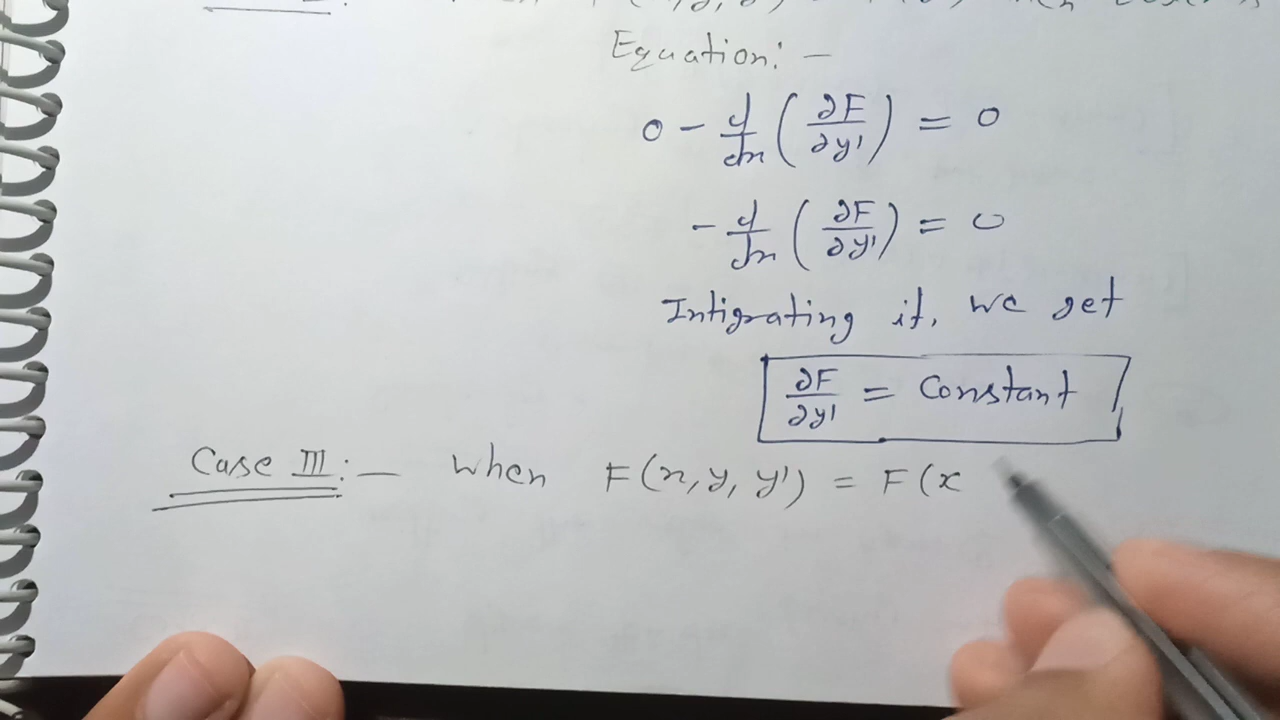 Equation:-
0 - d/dx (∂F/∂y') = 0
- d/dx (∂F/∂y') = 0
Intigrating it, we get
∂F/∂y' = Constant
Case III:- when F(x, y, y') = F(x